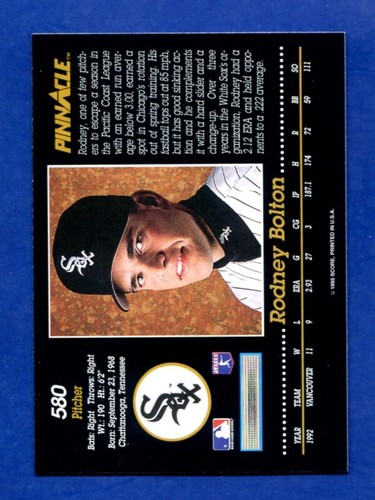 580
Pitcher
Bats: Right Throws: Right
Wt.: 190 Ht.: 6'2"
Born: September 23, 1968
Chattanooga, Tennessee
Sox
Sox
PINNACLE
Rodney, one of few pitch-
ers to escape a season in
the Pacific Coast League
with an earned run aver-
age below 3.00, earned a
spot in Chicago's rotation
out of spring training. His
fastball tops out at 85 mph,
but it has good sinking ac-
tion and he complements
it with a hard slider and a
change-up. Over three
years in the White Sox's or-
ganization, Rodney had a
2.12 ERA and held oppo-
nents to a .222 average.
Rodney Bolton
YEAR TEAM W L ERA G CG IP H R BB SO
1992 VANCOUVER 11 9 2.93 27 3 187.1 174 72 59 111
© 1993 SCORE, PRINTED IN U.S.A.